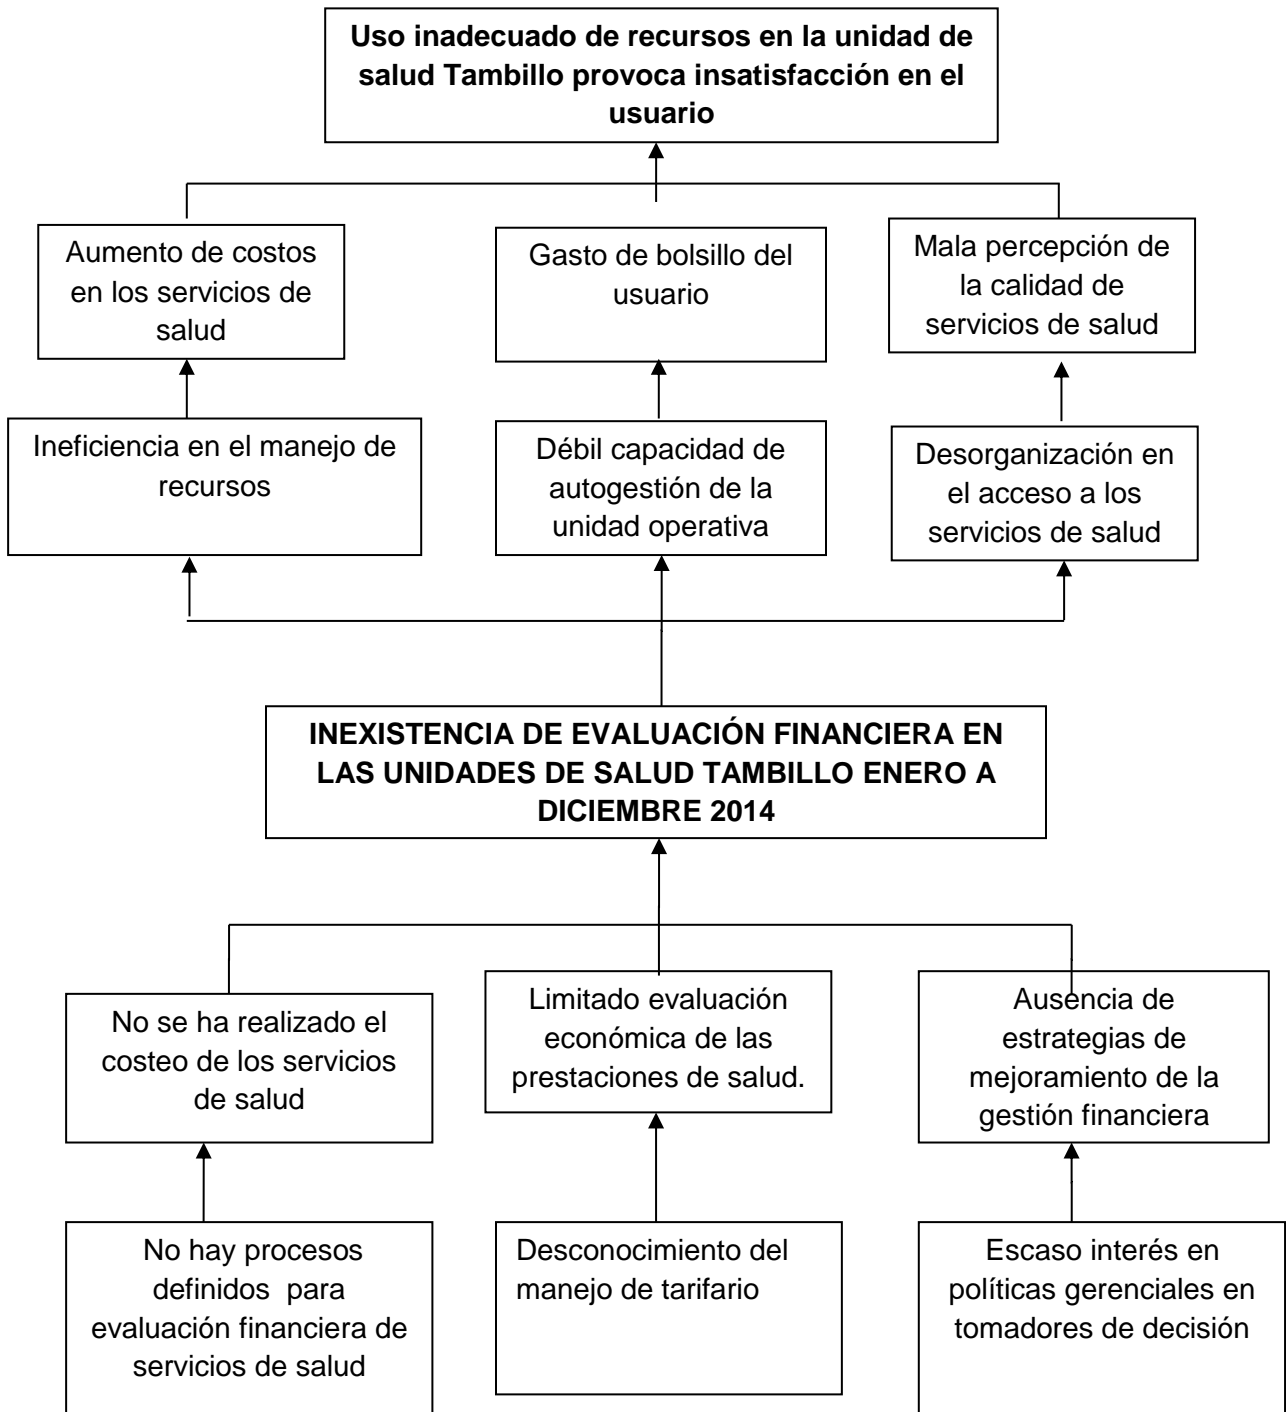 Uso inadecuado de recursos en la unidad de
salud Tambillo provoca insatisfacción en el
usuario
Aumento de costos
en los servicios de
salud
Gasto de bolsillo del
usuario
Mala percepción de
la calidad de
servicios de salud
Ineficiencia en el manejo de
recursos
Débil capacidad de
autogestión de la
unidad operativa
Desorganización en
el acceso a los
servicios de salud
INEXISTENCIA DE EVALUACIÓN FINANCIERA EN
LAS UNIDADES DE SALUD TAMBILLO ENERO A
DICIEMBRE 2014
No se ha realizado el
costeo de los servicios
de salud
Limitado evaluación
económica de las
prestaciones de salud.
Ausencia de
estrategias de
mejoramiento de la
gestión financiera
No hay procesos
definidos  para
evaluación financiera de
servicios de salud
Desconocimiento del
manejo de tarifario
Escaso interés en
políticas gerenciales en
tomadores de decisión